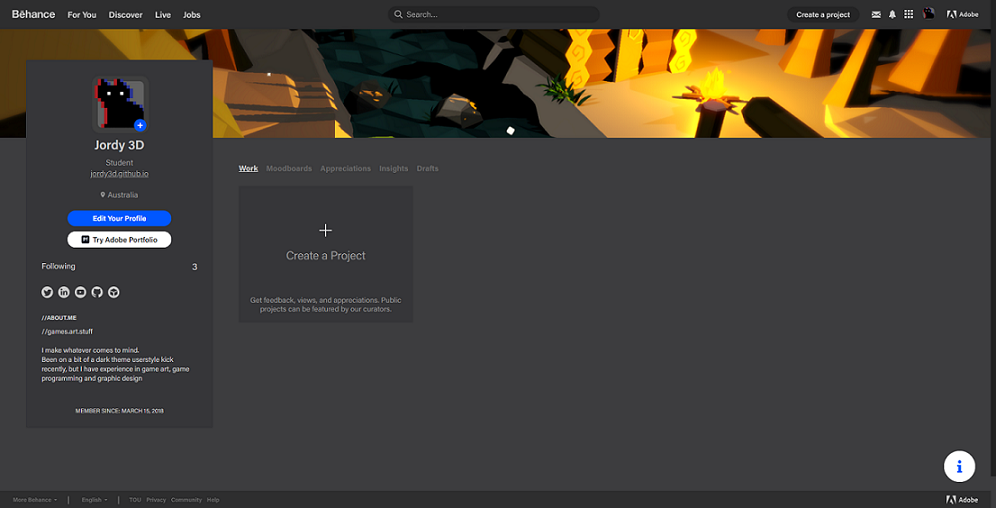 Bēhance For You Discover Live Jobs Search... Create a project Adobe
Jordy 3D
Student
jordy3d.github.io
Australia
Edit Your Profile
Try Adobe Portfolio
Following 3
//ABOUT.ME
//games.art.stuff
I make whatever comes to mind.
Been on a bit of a dark theme userstyle kick
recently, but I have experience in game art, game
programming and graphic design
MEMBER SINCE: MARCH 15, 2018
Work Moodboards Appreciations Insights Drafts
Create a Project
Get feedback, views, and appreciations. Public
projects can be featured by our curators.
More Behance English TOU Privacy Community Help Adobe